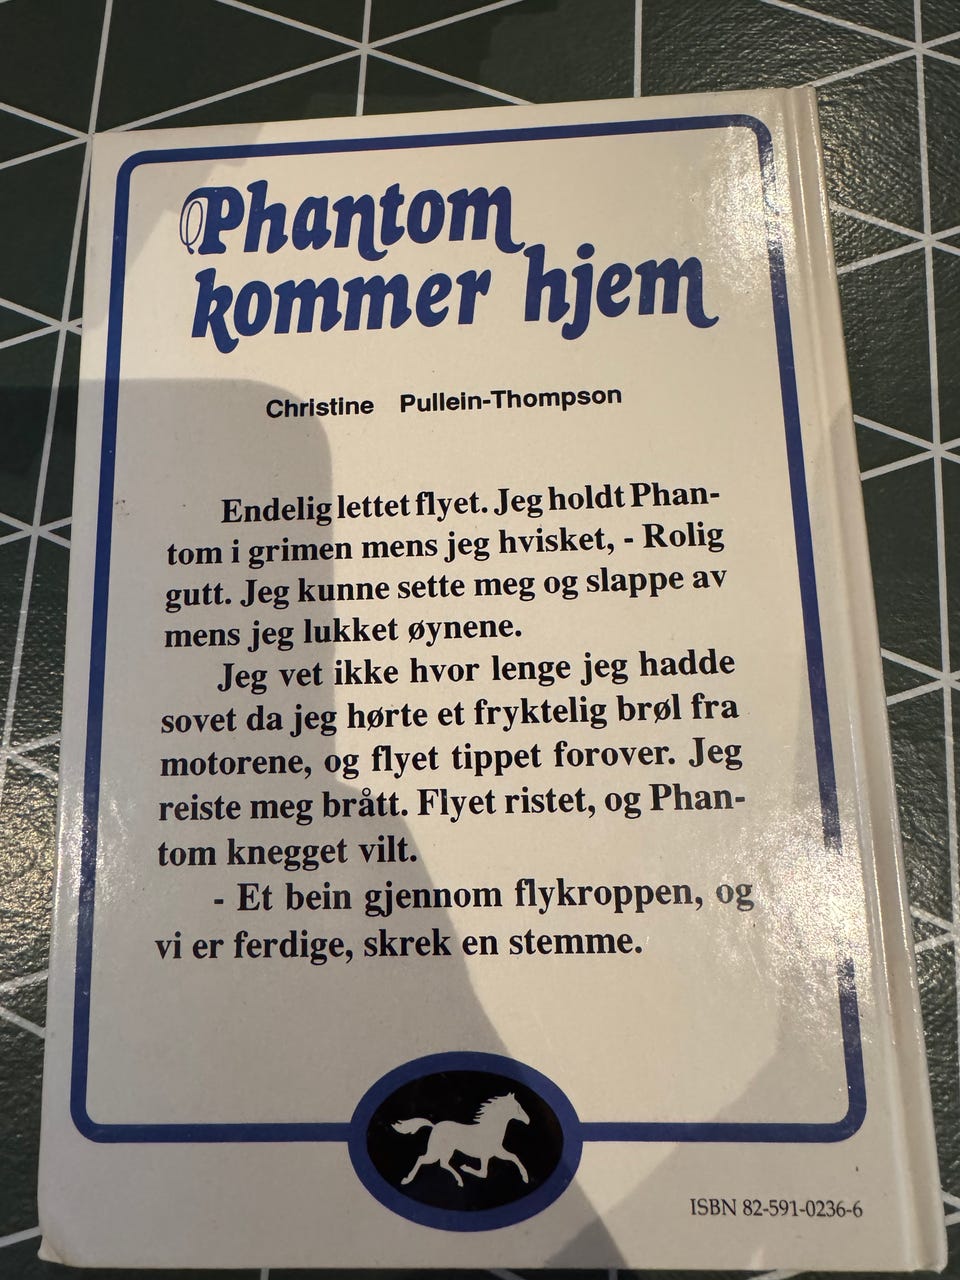 Phantom
kommer hjem
Christine Pullein-Thompson
Endelig lettet flyet. Jeg holdt Phan-
tom i grimen mens jeg hvisket, - Rolig
gutt. Jeg kunne sette meg og slappe av
mens jeg lukket øynene.
Jeg vet ikke hvor lenge jeg hadde
sovet da jeg hørte et fryktelig brøl fra
motorene, og flyet tippet forover. Jeg
reiste meg brått. Flyet ristet, og Phan-
tom knegget vilt.
- Et bein gjennom flykroppen, og
vi er ferdige, skrek en stemme.
ISBN 82-591-0236-6